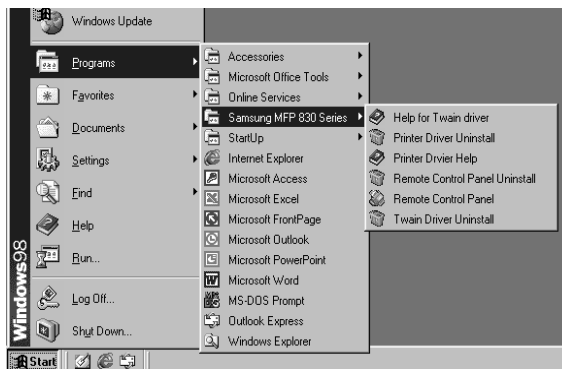 Windows Update
Programs
Favorites
Documents
Settings
Find
Help
Run...
Log Off...
Shut Down...
Windows98
Start
Accessories
Microsoft Office Tools
Online Services
Samsung MFP 830 Series
StartUp
Internet Explorer
Microsoft Access
Microsoft Excel
Microsoft FrontPage
Microsoft Outlook
Microsoft PowerPoint
Microsoft Word
MS-DOS Prompt
Outlook Express
Windows Explorer
Help for Twain driver
Printer Driver Uninstall
Printer Drvier Help
Remote Control Panel Uninstall
Remote Control Panel
Twain Driver Uninstall